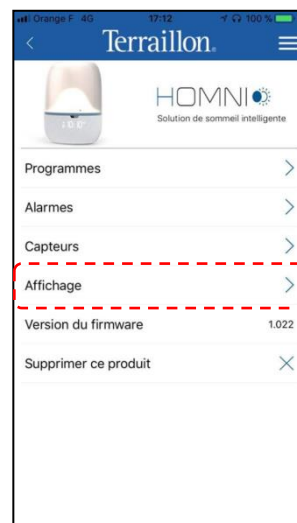 Orange F 4G 17:12 100 %
Terraillon.
HOMNI
Solution de sommeil intelligente
Programmes
Alarmes
Capteurs
Affichage
Version du firmware 1.022
Supprimer ce produit